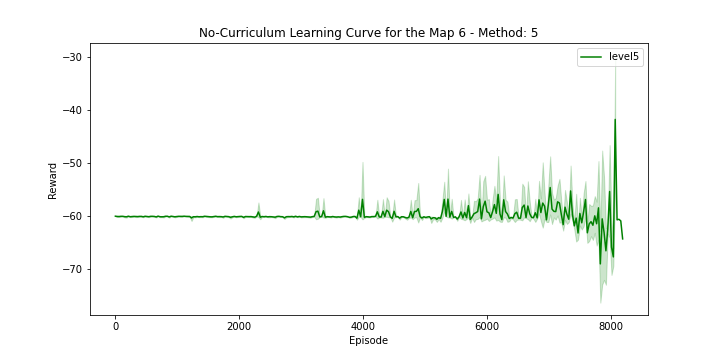 No-Curriculum Learning Curve for the Map 6 - Method: 5
level5
Reward
−30
−40
−50
−60
−70
0 2000 4000 6000 8000
Episode